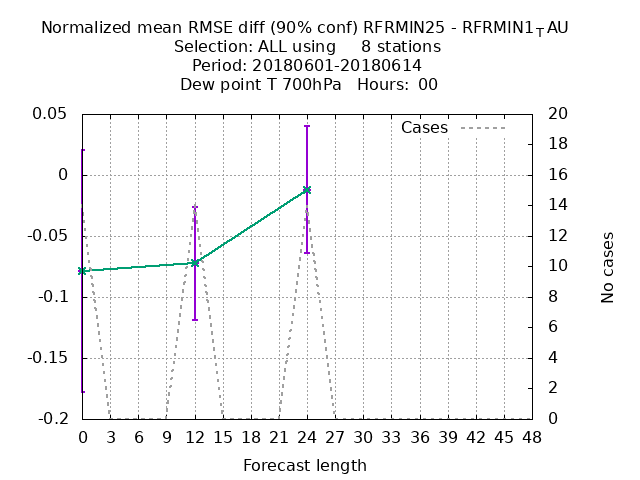 Normalized mean RMSE diff (90% conf) RFRMIN25 - RFRMIN1TAU
Selection: ALL using 8 stations
Period: 20180601-20180614
Dew point T 700hPa Hours: 00
Cases
0.05
0
-0.05
-0.1
-0.15
-0.2
20
18
16
14
12
10
8
6
4
2
0
No cases
0 3 6 9 12 15 18 21 24 27 30 33 36 39 42 45 48
Forecast length